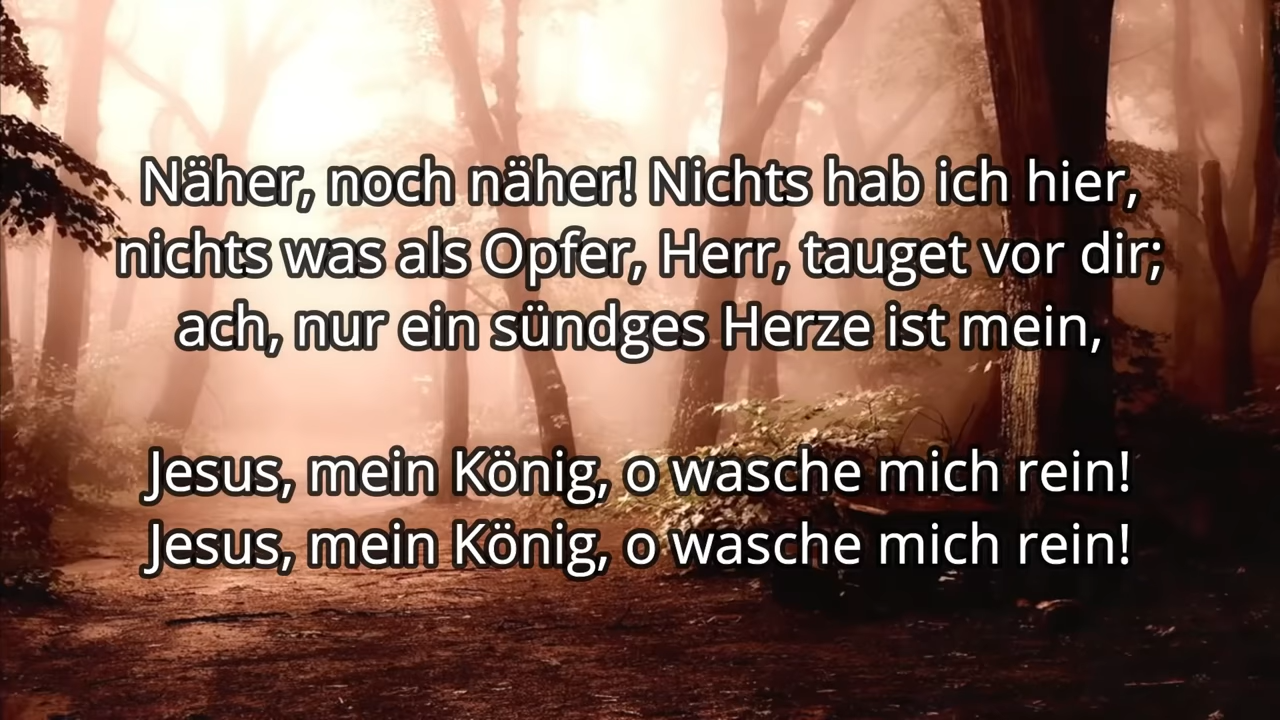 Näher, noch näher! Nichts hab ich hier,
nichts was als Opfer, Herr, tauget vor dir;
ach, nur ein sündges Herze ist mein,
Jesus, mein König, o wasche mich rein!
Jesus, mein König, o wasche mich rein!